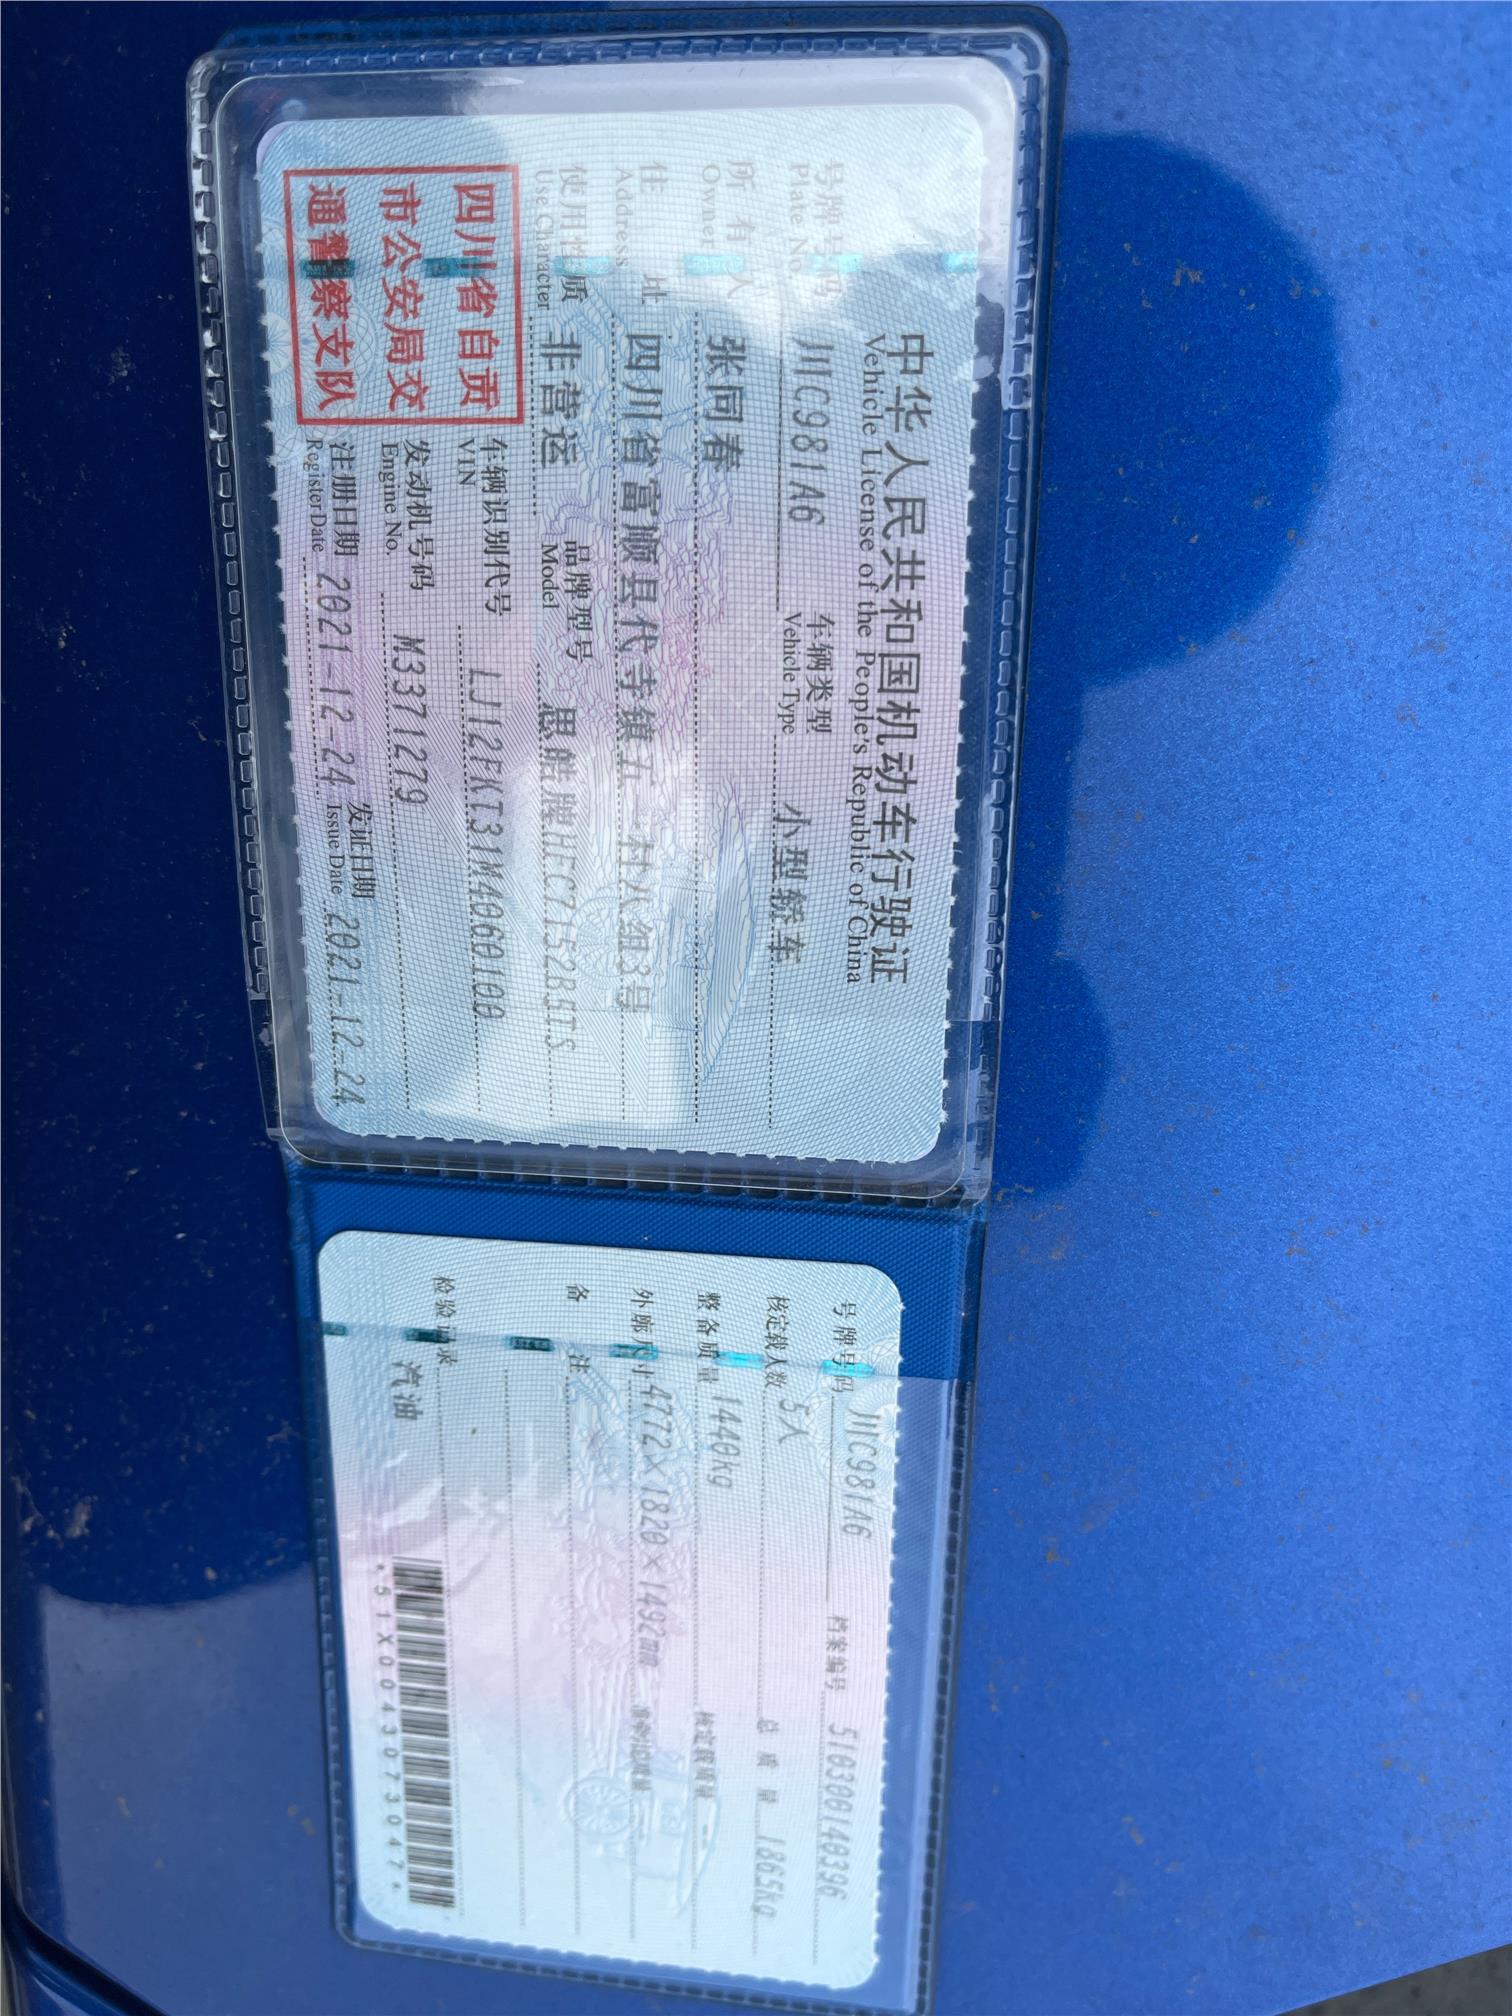 中华人民共和国机动车行驶证
Vehicle License of the People's Republic of China
号牌号码 川C981A6 车辆类型 小型轿车
Plate No. Vehicle Type
所有人 张同春
Owner
住址 四川省富顺县代寺镇五一村八组3号
Address
使用性质 非营运 品牌型号 思皓牌HFC7152B5TS
Use Character Model
四川省自贡
市公安局交
通警察支队
车辆识别代号 LJ12FKT31M4060100
VIN
发动机号码 M3371279
Engine No.
注册日期 2021-12-24 发证日期 2021-12-24
Register Date Issue Date
号牌号码 川C981A6 档案编号 510300140396
核定载人数 5人 总质量 1865kg
整备质量 1440kg 核定载质量 --
外廓尺寸 4772×1820×1492mm 准牵引总质量 --
备注
检验记录
汽油
*51X0043073047*